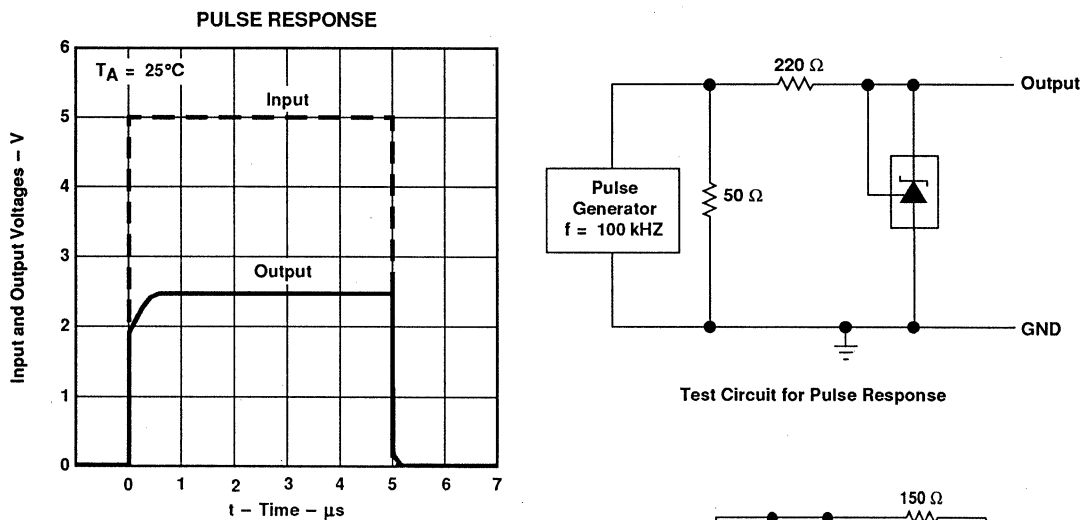 PULSE RESPONSE
TA = 25°C
Input
Output
6
5
4
3
2
1
0
Input and Output Voltages – V
0 1 2 3 4 5 6 7
t – Time – μs
220 Ω
Output
Pulse
Generator
f = 100 kHZ
50 Ω
GND
Test Circuit for Pulse Response
150 Ω